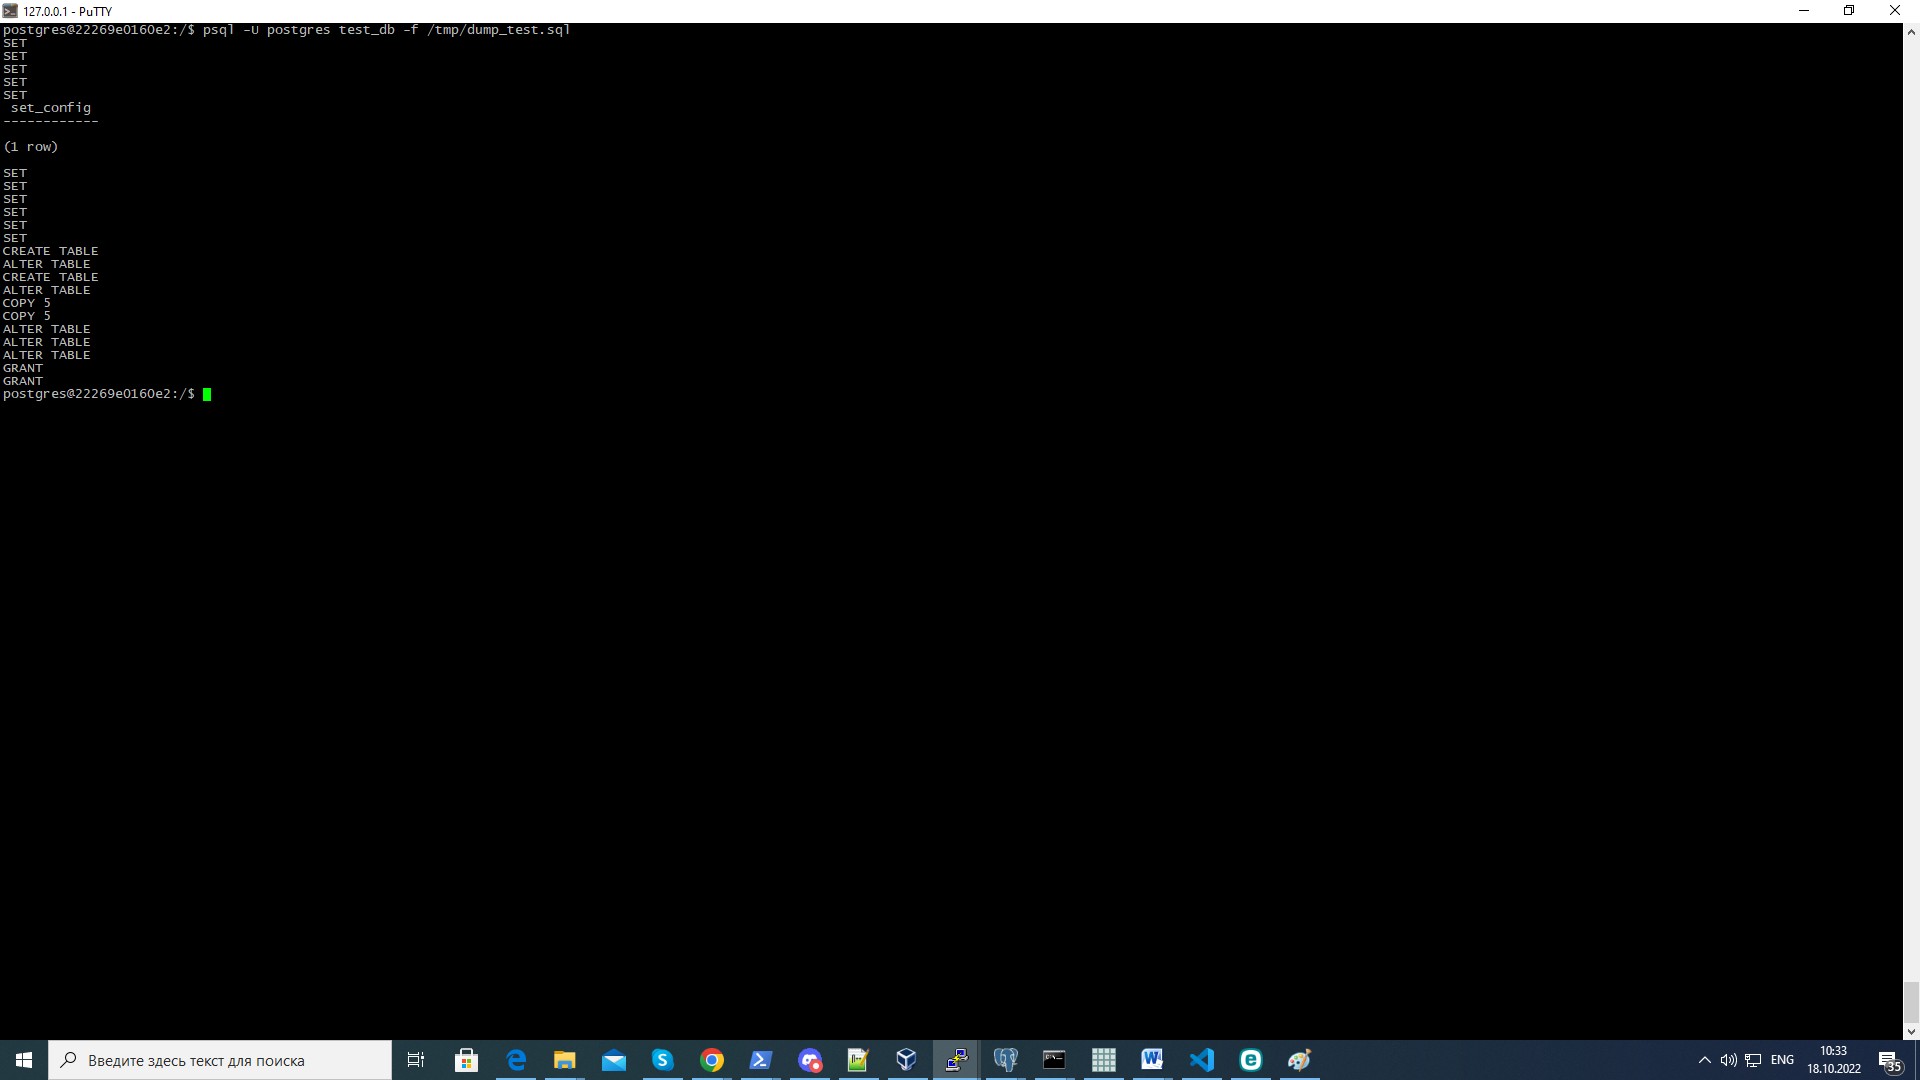 127.0.0.1 - PuTTY
postgres@22269e0160e2:/$ psql -U postgres test_db -f /tmp/dump_test.sql
SET
SET
SET
SET
SET
set_config
------------
(1 row)
SET
SET
SET
SET
SET
SET
CREATE TABLE
ALTER TABLE
CREATE TABLE
ALTER TABLE
COPY 5
COPY 5
ALTER TABLE
ALTER TABLE
ALTER TABLE
GRANT
GRANT
postgres@22269e0160e2:/$
Введите здесь текст для поиска
ENG
10:33
18.10.2022
35